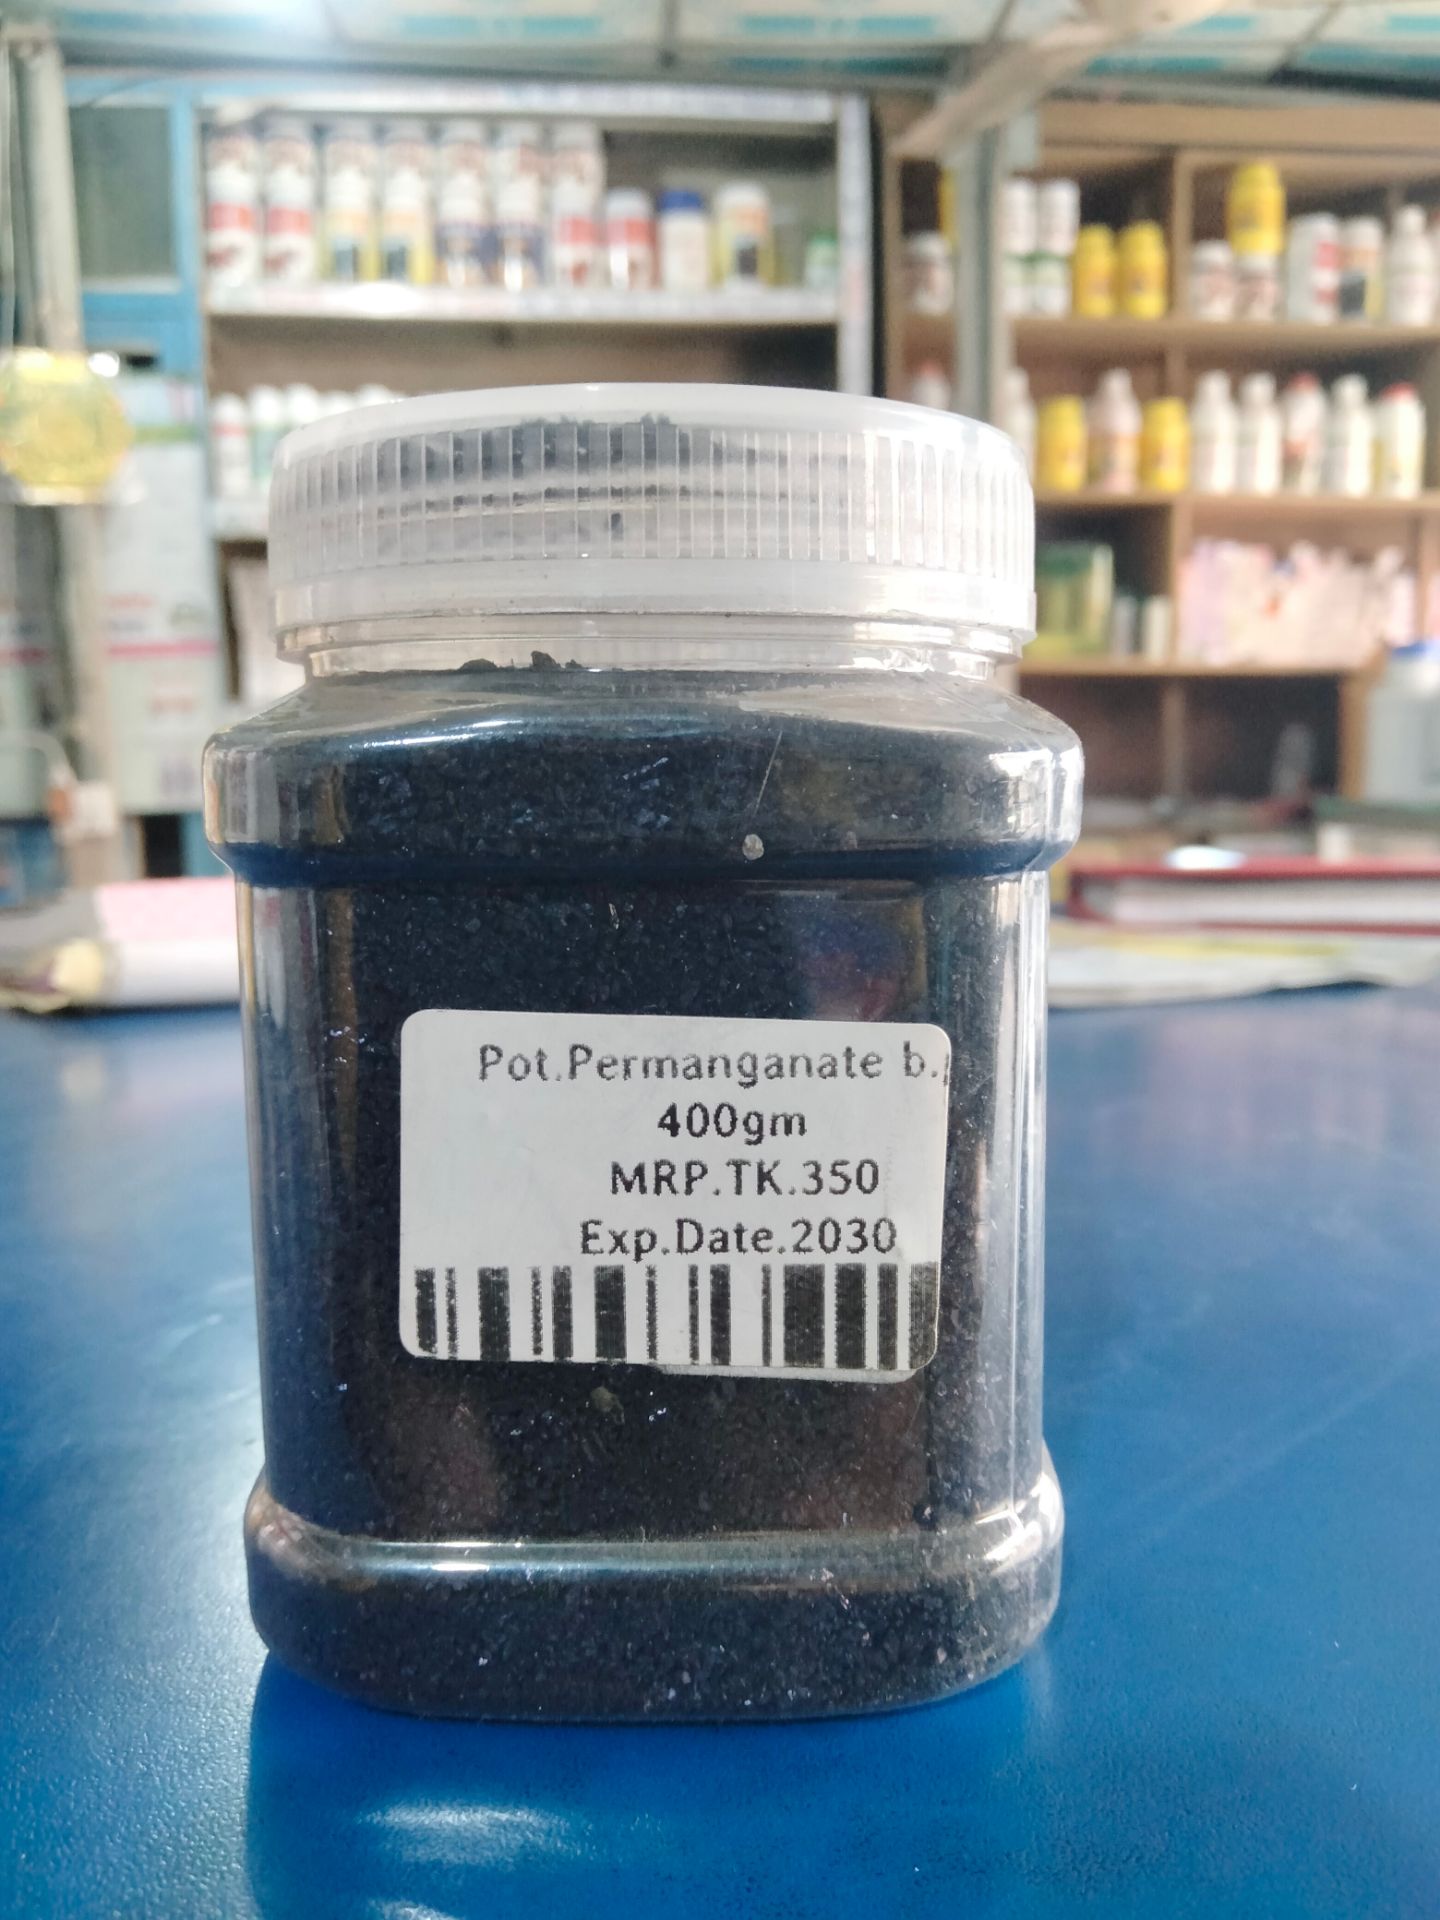 Pot.Permanganate b.
400gm
MRP.TK.350
Exp.Date.2030